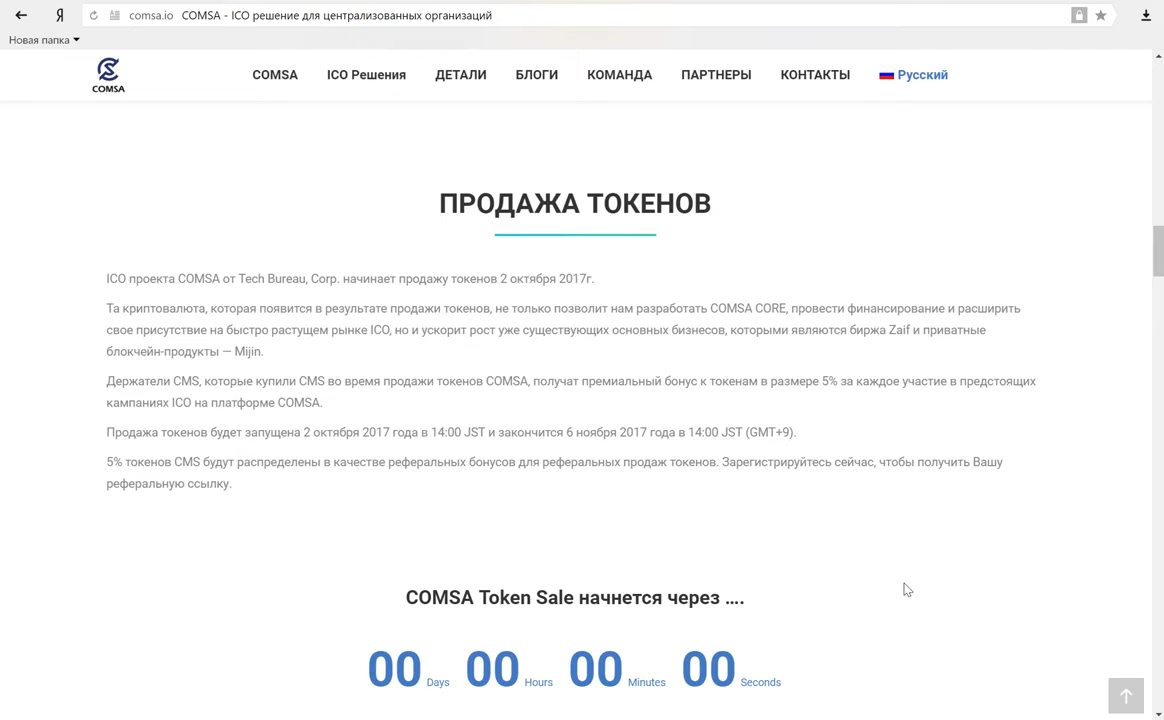 Я comsa.io COMSA - ICO решение для централизованных организаций
Новая папка
COMSA
COMSA ICO Решения ДЕТАЛИ БЛОГИ КОМАНДА ПАРТНЕРЫ КОНТАКТЫ Русский
ПРОДАЖА ТОКЕНОВ
ICO проекта COMSA от Tech Bureau, Corp. начинает продажу токенов 2 октября 2017г.
Та криптовалюта, которая появится в результате продажи токенов, не только позволит нам разработать COMSA CORE, провести финансирование и расширить
свое присутствие на быстро растущем рынке ICO, но и ускорит рост уже существующих основных бизнесов, которыми являются биржа Zaif и приватные
блокчейн-продукты — Mijin.
Держатели CMS, которые купили CMS во время продажи токенов COMSA, получат премиальный бонус к токенам в размере 5% за каждое участие в предстоящих
кампаниях ICO на платформе COMSA.
Продажа токенов будет запущена 2 октября 2017 года в 14:00 JST и закончится 6 ноября 2017 года в 14:00 JST (GMT+9).
5% токенов CMS будут распределены в качестве реферальных бонусов для реферальных продаж токенов. Зарегистрируйтесь сейчас, чтобы получить Вашу
реферальную ссылку.
COMSA Token Sale начнется через ....
00 Days 00 Hours 00 Minutes 00 Seconds